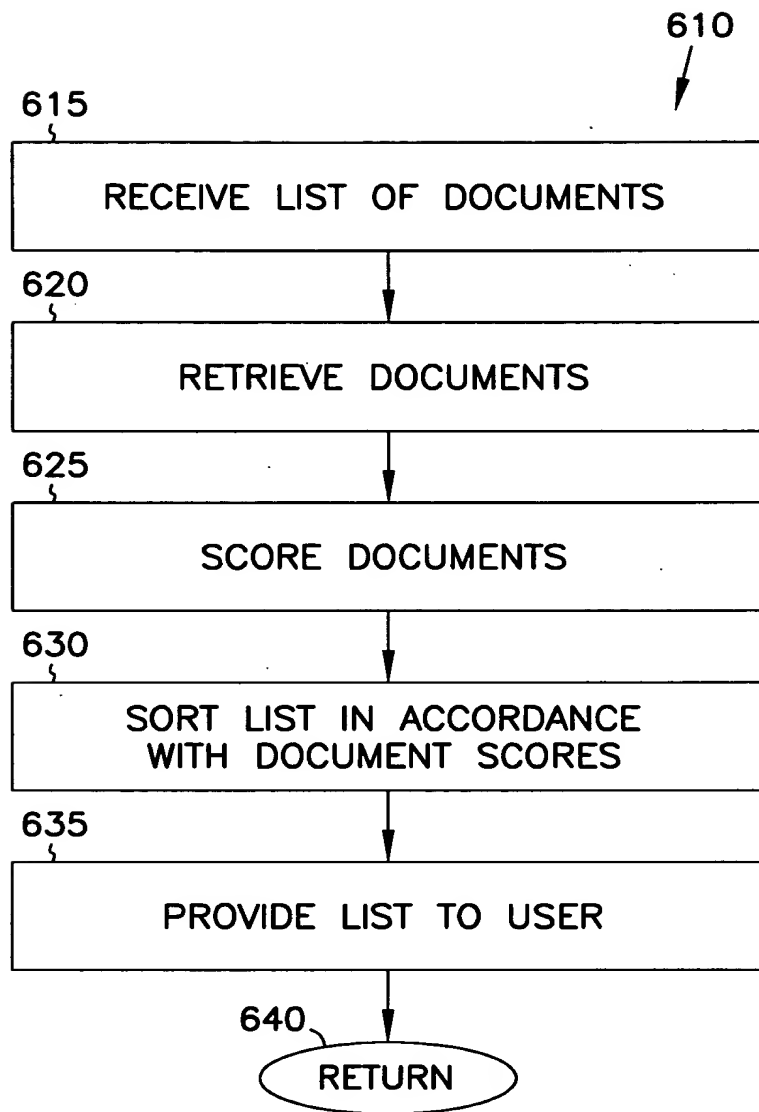 610
615
RECEIVE LIST OF DOCUMENTS
620
RETRIEVE DOCUMENTS
625
SCORE DOCUMENTS
630
SORT LIST IN ACCORDANCE
WITH DOCUMENT SCORES
635
PROVIDE LIST TO USER
640
RETURN